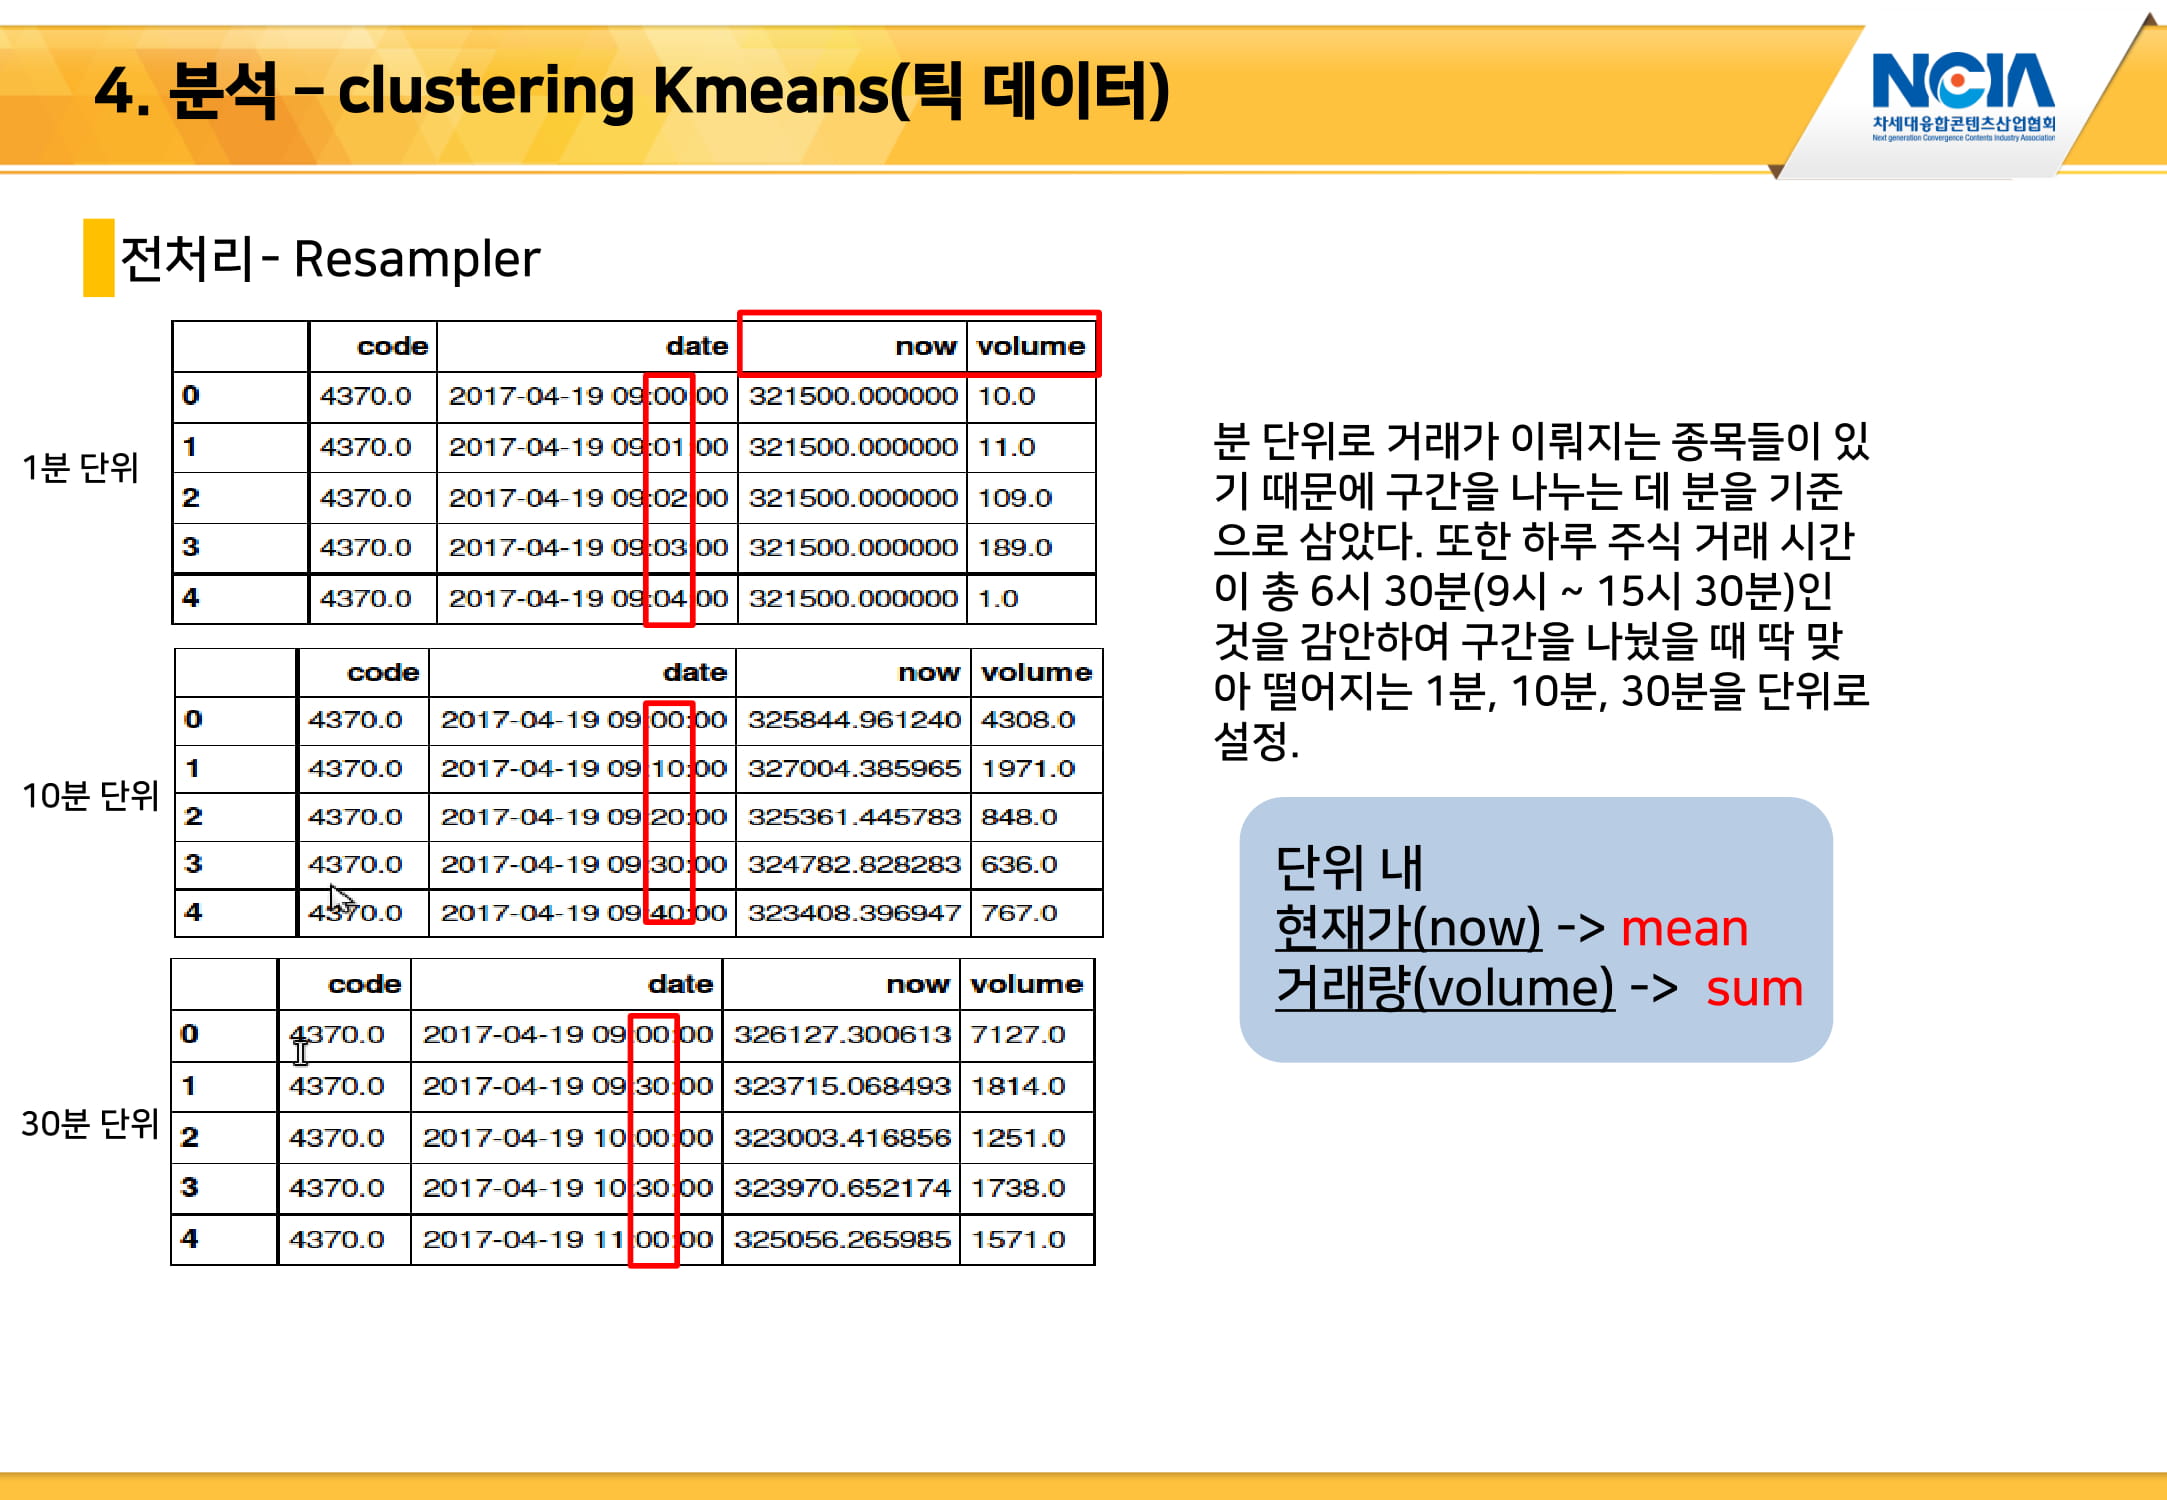 4. 분석 – clustering Kmeans(틱 데이터)
NCIA
차세대융합콘텐츠산업협회
Next generation Convergence Contents Industry Association
전처리- Resampler
1분 단위
code date now volume
0 4370.0 2017-04-19 09:00:00 321500.000000 10.0
1 4370.0 2017-04-19 09:01:00 321500.000000 11.0
2 4370.0 2017-04-19 09:02:00 321500.000000 109.0
3 4370.0 2017-04-19 09:03:00 321500.000000 189.0
4 4370.0 2017-04-19 09:04:00 321500.000000 1.0
10분 단위
code date now volume
0 4370.0 2017-04-19 09:00:00 325844.961240 4308.0
1 4370.0 2017-04-19 09:10:00 327004.385965 1971.0
2 4370.0 2017-04-19 09:20:00 325361.445783 848.0
3 4370.0 2017-04-19 09:30:00 324782.828283 636.0
4 4370.0 2017-04-19 09:40:00 323408.396947 767.0
30분 단위
code date now volume
0 4370.0 2017-04-19 09:00:00 326127.300613 7127.0
1 4370.0 2017-04-19 09:30:00 323715.068493 1814.0
2 4370.0 2017-04-19 10:00:00 323003.416856 1251.0
3 4370.0 2017-04-19 10:30:00 323970.652174 1738.0
4 4370.0 2017-04-19 11:00:00 325056.265985 1571.0
분 단위로 거래가 이뤄지는 종목들이 있
기 때문에 구간을 나누는 데 분을 기준
으로 삼았다. 또한 하루 주식 거래 시간
이 총 6시 30분(9시 ~ 15시 30분)인
것을 감안하여 구간을 나눴을 때 딱 맞
아 떨어지는 1분, 10분, 30분을 단위로
설정.
단위 내
현재가(now) -> mean
거래량(volume) -> sum